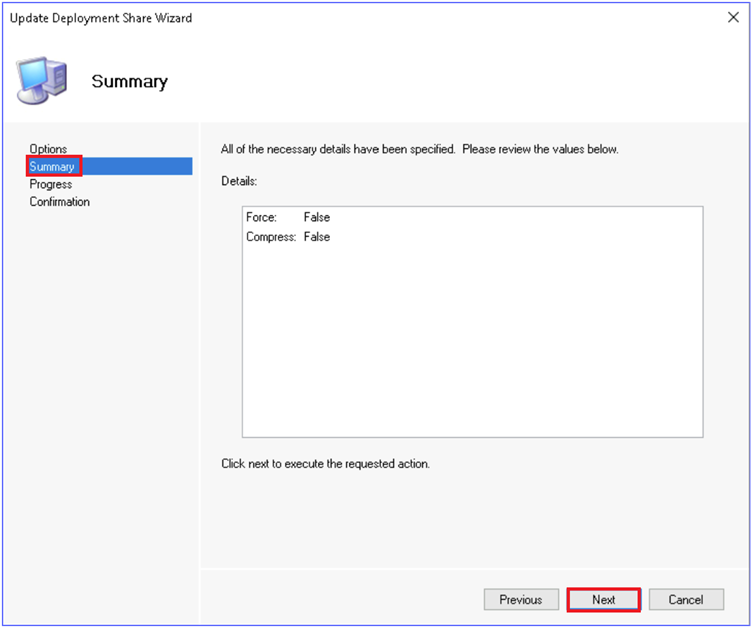 Update Deployment Share Wizard
Summary
Options
Summary
Progress
Confirmation
All of the necessary details have been specified.  Please review the values below.
Details:
Force: False
Compress: False
Click next to execute the requested action.
Previous Next Cancel